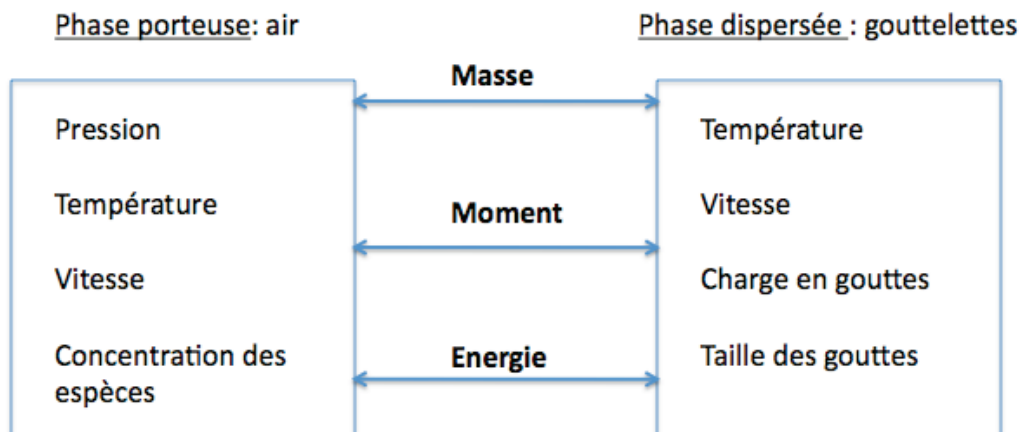 Phase porteuse: air
Phase dispersée : gouttelettes
Masse
Pression
Température
Température
Moment
Vitesse
Vitesse
Charge en gouttes
Concentration des
espèces
Energie
Taille des gouttes